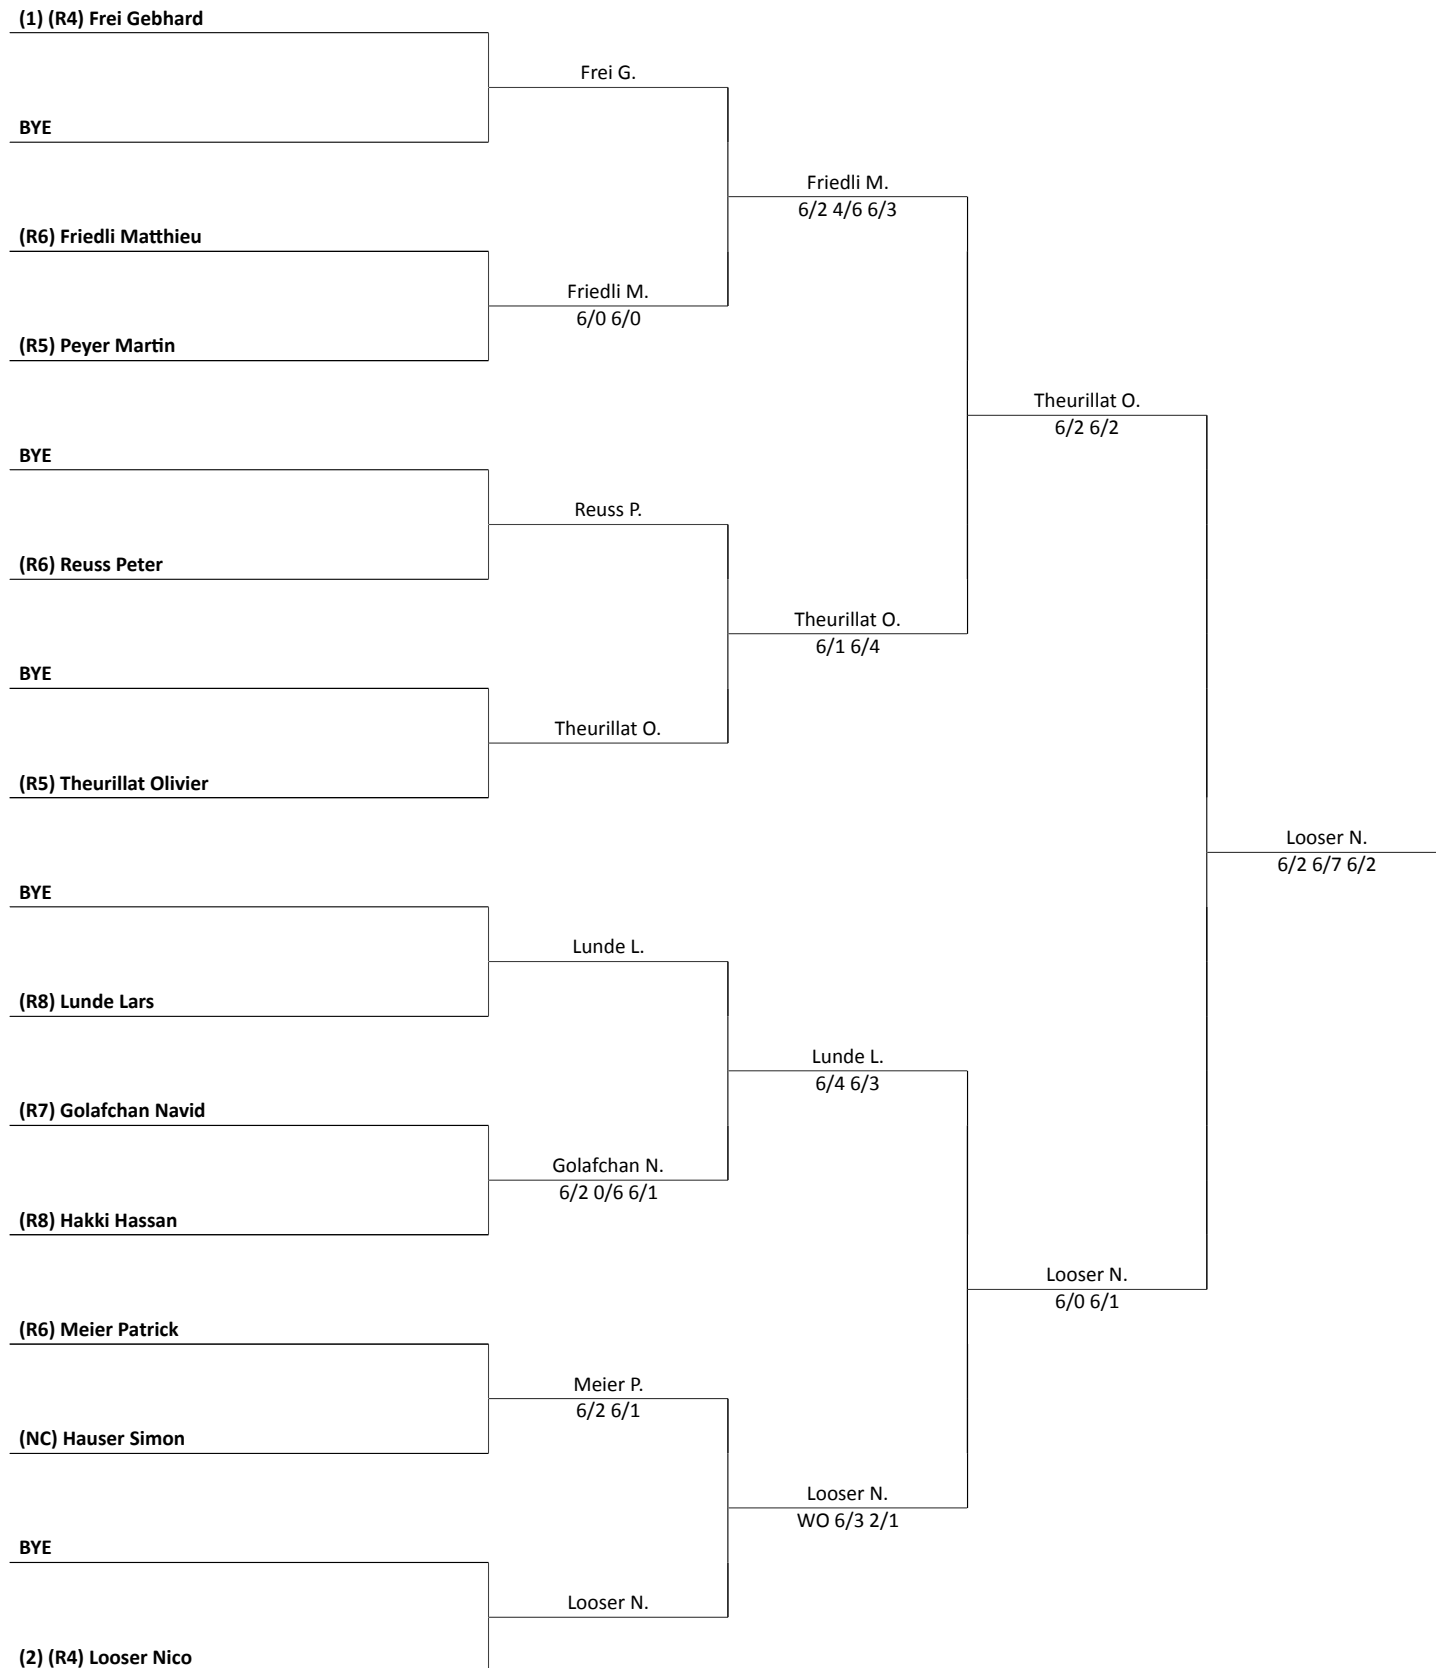 (1) (R4) Frei Gebhard
Frei G.
BYE
Friedli M.
6/2 4/6 6/3
(R6) Friedli Matthieu
Friedli M.
6/0 6/0
(R5) Peyer Martin
Theurillat O.
6/2 6/2
BYE
Reuss P.
(R6) Reuss Peter
Theurillat O.
6/1 6/4
BYE
Theurillat O.
(R5) Theurillat Olivier
Looser N.
6/2 6/7 6/2
BYE
Lunde L.
(R8) Lunde Lars
Lunde L.
6/4 6/3
(R7) Golafchan Navid
Golafchan N.
6/2 0/6 6/1
(R8) Hakki Hassan
Looser N.
6/0 6/1
(R6) Meier Patrick
Meier P.
6/2 6/1
(NC) Hauser Simon
Looser N.
WO 6/3 2/1
BYE
Looser N.
(2) (R4) Looser Nico